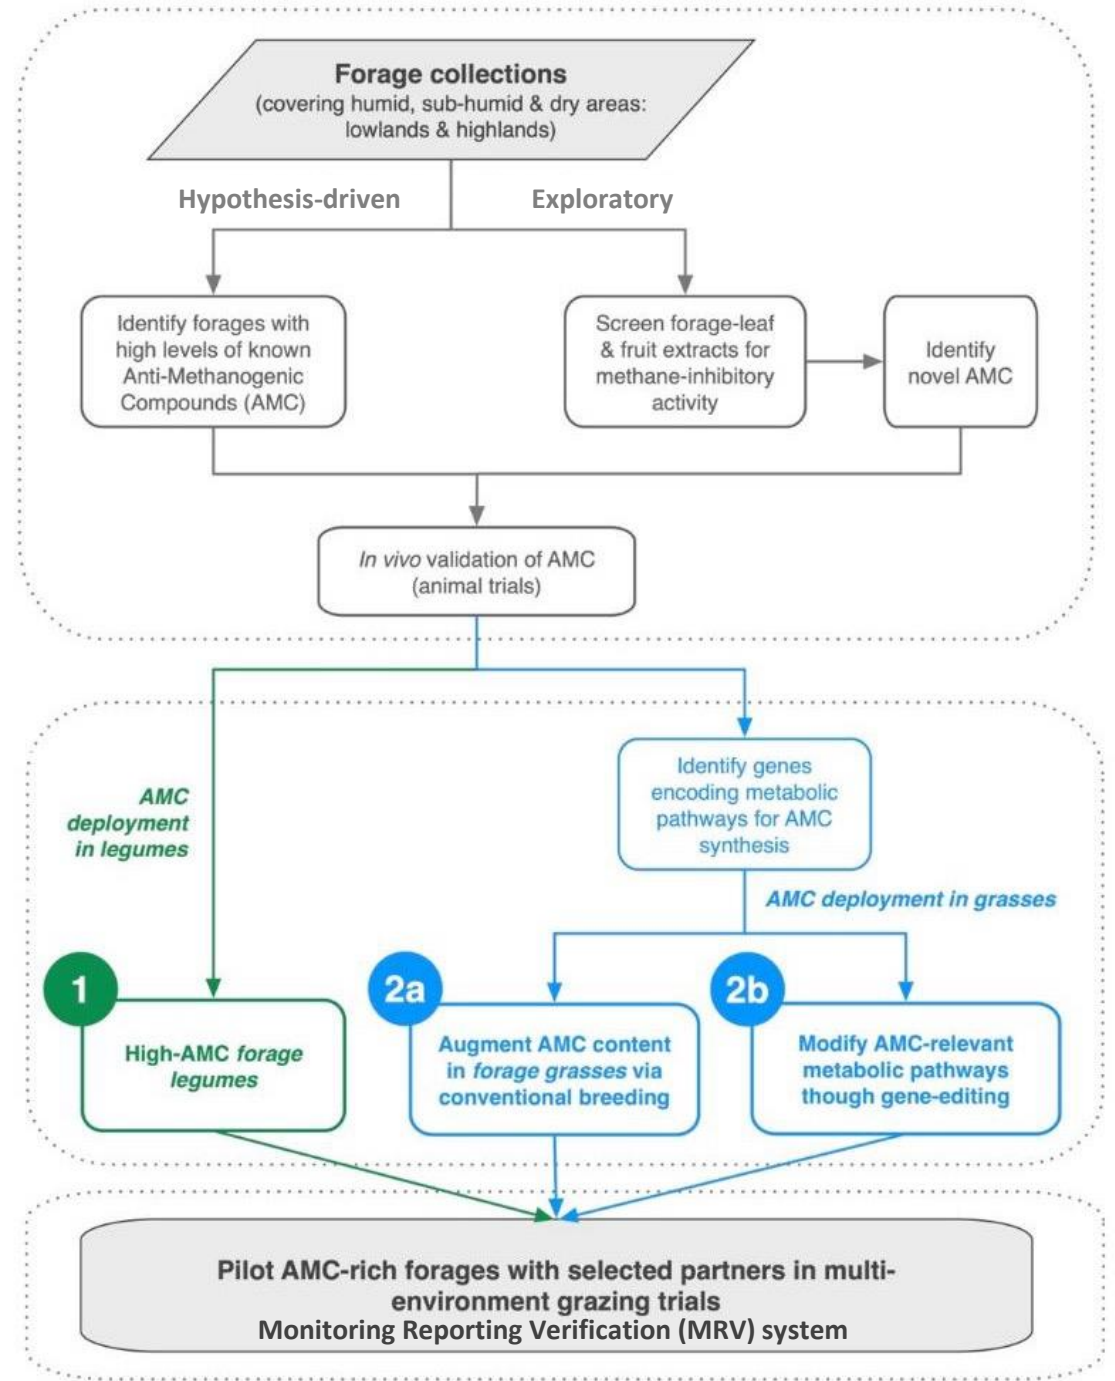 Forage collections
(covering humid, sub-humid & dry areas:
lowlands & highlands)
Hypothesis-driven
Exploratory
Identify forages with
high levels of known
Anti-Methanogenic
Compounds (AMC)
Screen forage-leaf
& fruit extracts for
methane-inhibitory
activity
Identify
novel AMC
In vivo validation of AMC
(animal trials)
AMC
deployment
in legumes
Identify genes
encoding metabolic
pathways for AMC
synthesis
AMC deployment in grasses
1
High-AMC forage
legumes
2a
Augment AMC content
in forage grasses via
conventional breeding
2b
Modify AMC-relevant
metabolic pathways
though gene-editing
Pilot AMC-rich forages with selected partners in multi-
environment grazing trials
Monitoring Reporting Verification (MRV) system